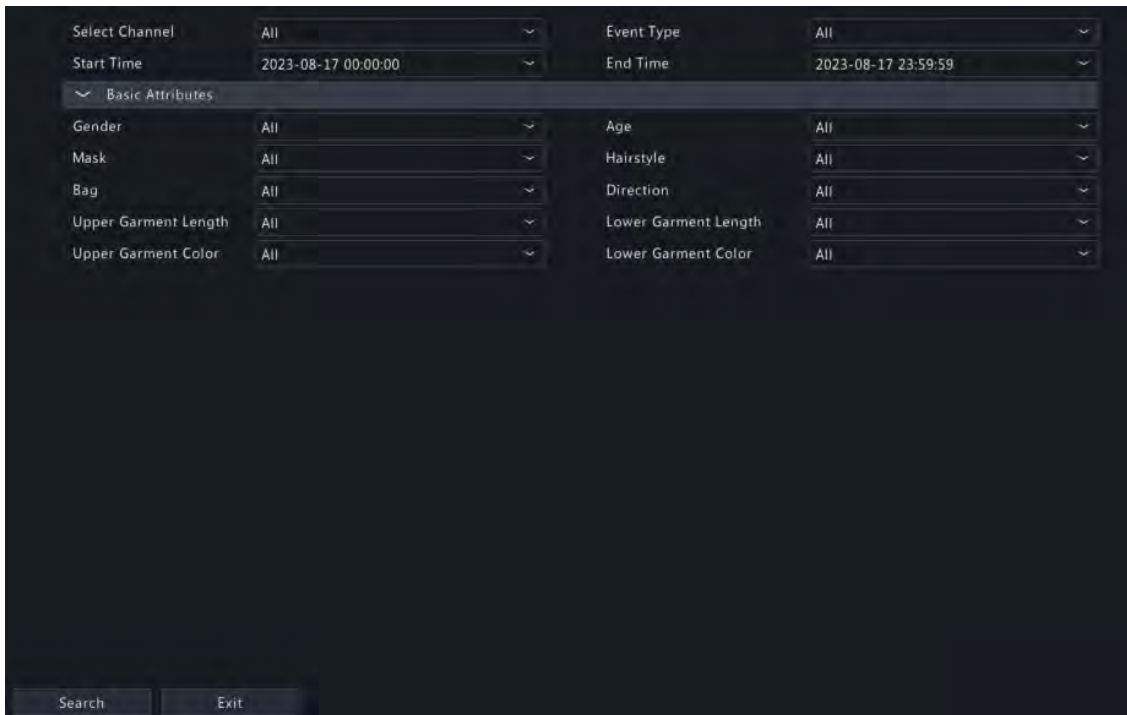 Select Channel All Event Type All
Start Time 2023-08-17 00:00:00 End Time 2023-08-17 23:59:59
Basic Attributes
Gender All Age All
Mask All Hairstyle All
Bag All Direction All
Upper Garment Length All Lower Garment Length All
Upper Garment Color All Lower Garment Color All
Search Exit